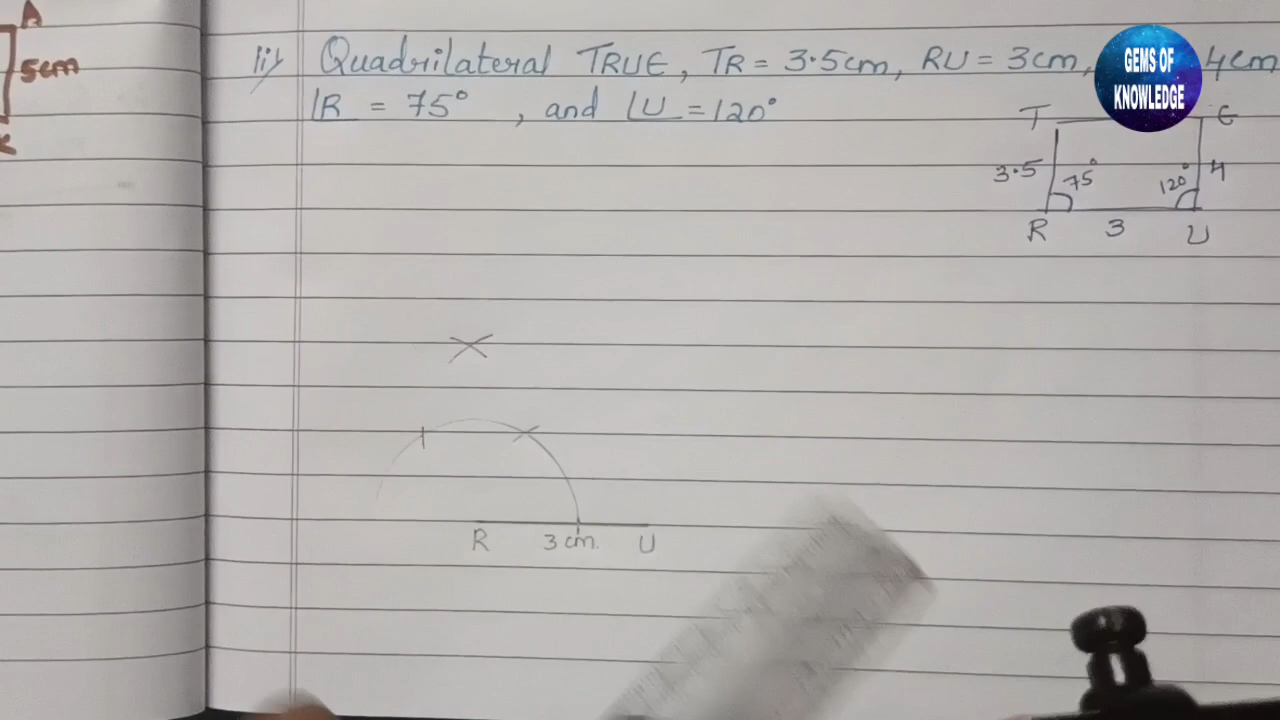 A
5cm
iii) Quadrilateral TRUE, TR = 3.5cm, RU = 3cm, 4cm
∠R = 75° , and ∠U = 120°
GEMS OF
KNOWLEDGE
T E
3.5 75° 120° 4
R 3 U
R 3 cm. U